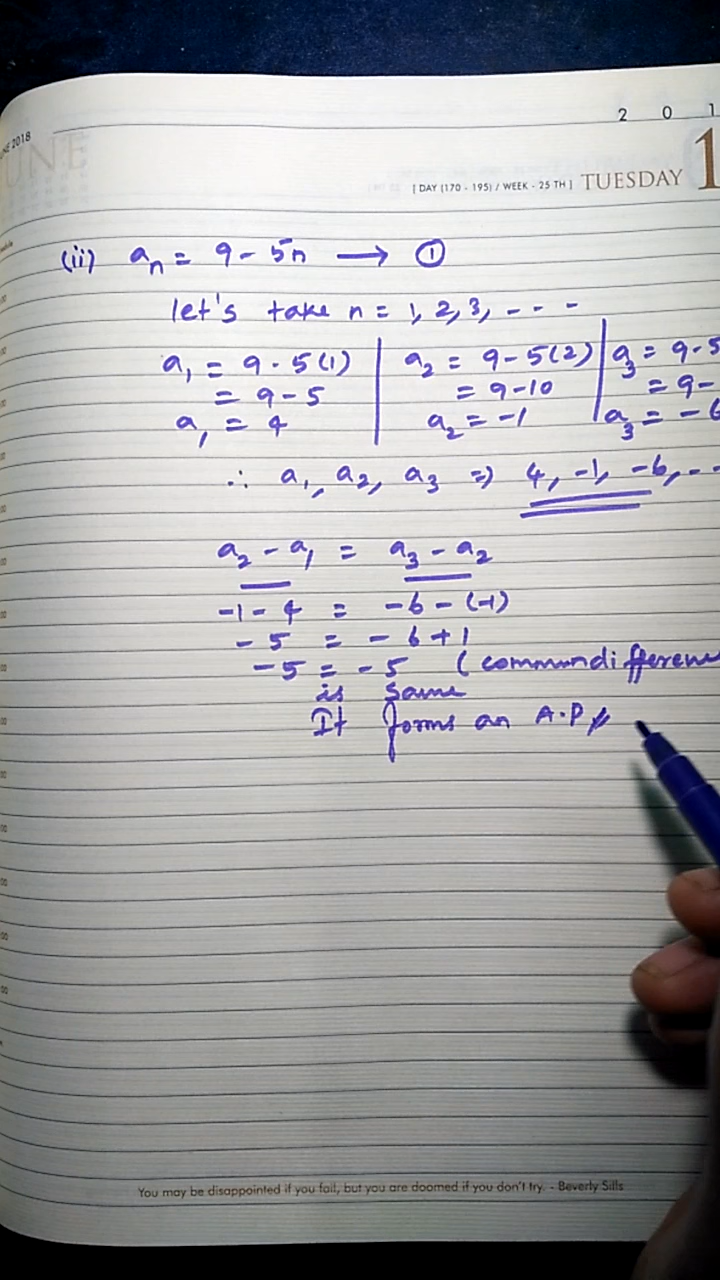 2 0 1
UNE 2018
UNE
[ DAY (170 - 195) / WEEK - 25 TH ] TUESDAY 1
(ii) aₙ = 9 - 5n → ①
let's take n = 1, 2, 3, - - -
a₁ = 9 - 5(1) | a₂ = 9 - 5(2) | a₃ = 9 - 5
= 9 - 5 = 9 - 10 = 9 -
a₁ = 4 a₂ = -1 a₃ = - 6
∴ a₁, a₂, a₃ ⇒ 4, -1, -6, - -
a₂ - a₁ = a₃ - a₂
-1 - 4 = -6 - (-1)
- 5 = - 6 + 1
-5 = - 5 (common differen
is same
It forms an A.P
You may be disappointed if you fail, but you are doomed if you don't try. - Beverly Sills